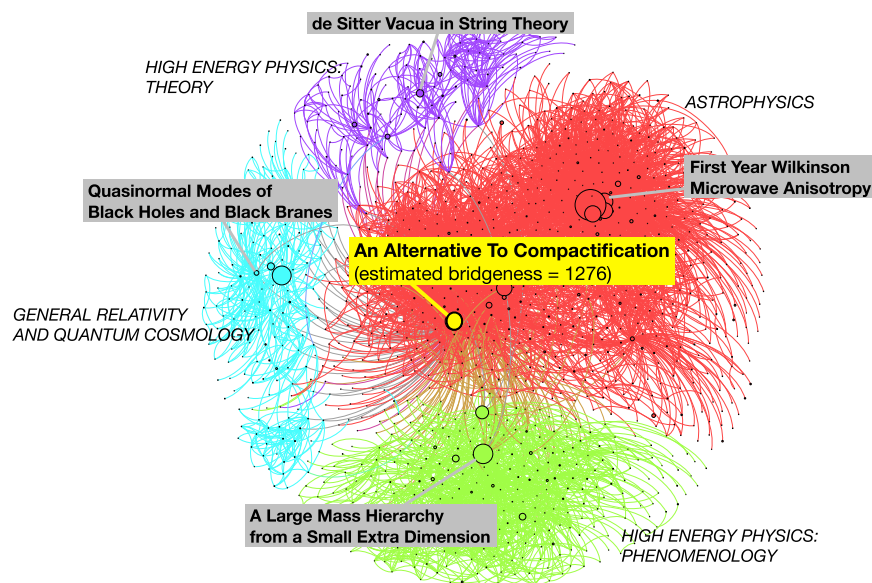 de Sitter Vacua in String Theory
HIGH ENERGY PHYSICS:
THEORY
ASTROPHYSICS
First Year Wilkinson
Microwave Anisotropy
Quasinormal Modes of
Black Holes and Black Branes
An Alternative To Compactification
(estimated bridgeness = 1276)
GENERAL RELATIVITY
AND QUANTUM COSMOLOGY
A Large Mass Hierarchy
from a Small Extra Dimension
HIGH ENERGY PHYSICS:
PHENOMENOLOGY